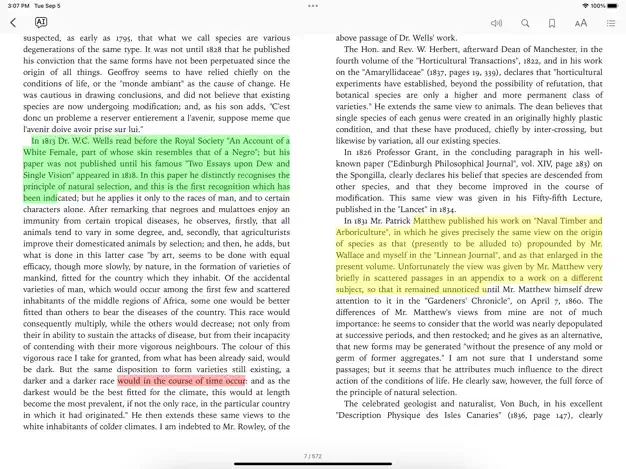 3:07 PM Tue Sep 5
100%
AI
AA
suspected, as early as 1795, that what we call species are various
degenerations of the same type. It was not until 1828 that he published
his conviction that the same forms have not been perpetuated since the
origin of all things. Geoffroy seems to have relied chiefly on the
conditions of life, or the "monde ambiant" as the cause of change. He
was cautious in drawing conclusions, and did not believe that existing
species are now undergoing modification; and, as his son adds, "C'est
donc un probleme a reserver entierement a l'avenir, suppose meme que
l'avenir doive avoir prise sur lui."
In 1813 Dr. W.C. Wells read before the Royal Society "An Account of a
White Female, part of whose skin resembles that of a Negro"; but his
paper was not published until his famous "Two Essays upon Dew and
Single Vision" appeared in 1818. In this paper he distinctly recognises the
principle of natural selection, and this is the first recognition which has
been indicated; but he applies it only to the races of man, and to certain
characters alone. After remarking that negroes and mulattoes enjoy an
immunity from certain tropical diseases, he observes, firstly, that all
animals tend to vary in some degree, and, secondly, that agriculturists
improve their domesticated animals by selection; and then, he adds, but
what is done in this latter case "by art, seems to be done with equal
efficacy, though more slowly, by nature, in the formation of varieties of
mankind, fitted for the country which they inhabit. Of the accidental
varieties of man, which would occur among the first few and scattered
inhabitants of the middle regions of Africa, some one would be better
fitted than others to bear the diseases of the country. This race would
consequently multiply, while the others would decrease; not only from
their in ability to sustain the attacks of disease, but from their incapacity
of contending with their more vigorous neighbours. The colour of this
vigorous race I take for granted, from what has been already said, would
be dark. But the same disposition to form varieties still existing, a
darker and a darker race would in the course of time occur: and as the
darkest would be the best fitted for the climate, this would at length
become the most prevalent, if not the only race, in the particular country
in which it had originated." He then extends these same views to the
white inhabitants of colder climates. I am indebted to Mr. Rowley, of the
above passage of Dr. Wells' work.
The Hon. and Rev. W. Herbert, afterward Dean of Manchester, in the
fourth volume of the "Horticultural Transactions", 1822, and in his work
on the "Amaryllidaceae" (1837, pages 19, 339), declares that "horticultural
experiments have established, beyond the possibility of refutation, that
botanical species are only a higher and more permanent class of
varieties." He extends the same view to animals. The dean believes that
single species of each genus were created in an originally highly plastic
condition, and that these have produced, chiefly by inter-crossing, but
likewise by variation, all our existing species.
In 1826 Professor Grant, in the concluding paragraph in his well-
known paper ("Edinburgh Philosophical Journal", vol. XIV, page 283) on
the Spongilla, clearly declares his belief that species are descended from
other species, and that they become improved in the course of
modification. This same view was given in his Fifty-fifth Lecture,
published in the "Lancet" in 1834.
In 1831 Mr. Patrick Matthew published his work on "Naval Timber and
Arboriculture", in which he gives precisely the same view on the origin
of species as that (presently to be alluded to) propounded by Mr.
Wallace and myself in the "Linnean Journal", and as that enlarged in the
present volume. Unfortunately the view was given by Mr. Matthew very
briefly in scattered passages in an appendix to a work on a different
subject, so that it remained unnoticed until Mr. Matthew himself drew
attention to it in the "Gardeners' Chronicle", on April 7, 1860. The
differences of Mr. Matthew's views from mine are not of much
importance: he seems to consider that the world was nearly depopulated
at successive periods, and then restocked; and he gives as an alternative,
that new forms may be generated "without the presence of any mold or
germ of former aggregates." I am not sure that I understand some
passages; but it seems that he attributes much influence to the direct
action of the conditions of life. He clearly saw, however, the full force of
the principle of natural selection.
The celebrated geologist and naturalist, Von Buch, in his excellent
"Description Physique des Isles Canaries" (1836, page 147), clearly
7 / 572